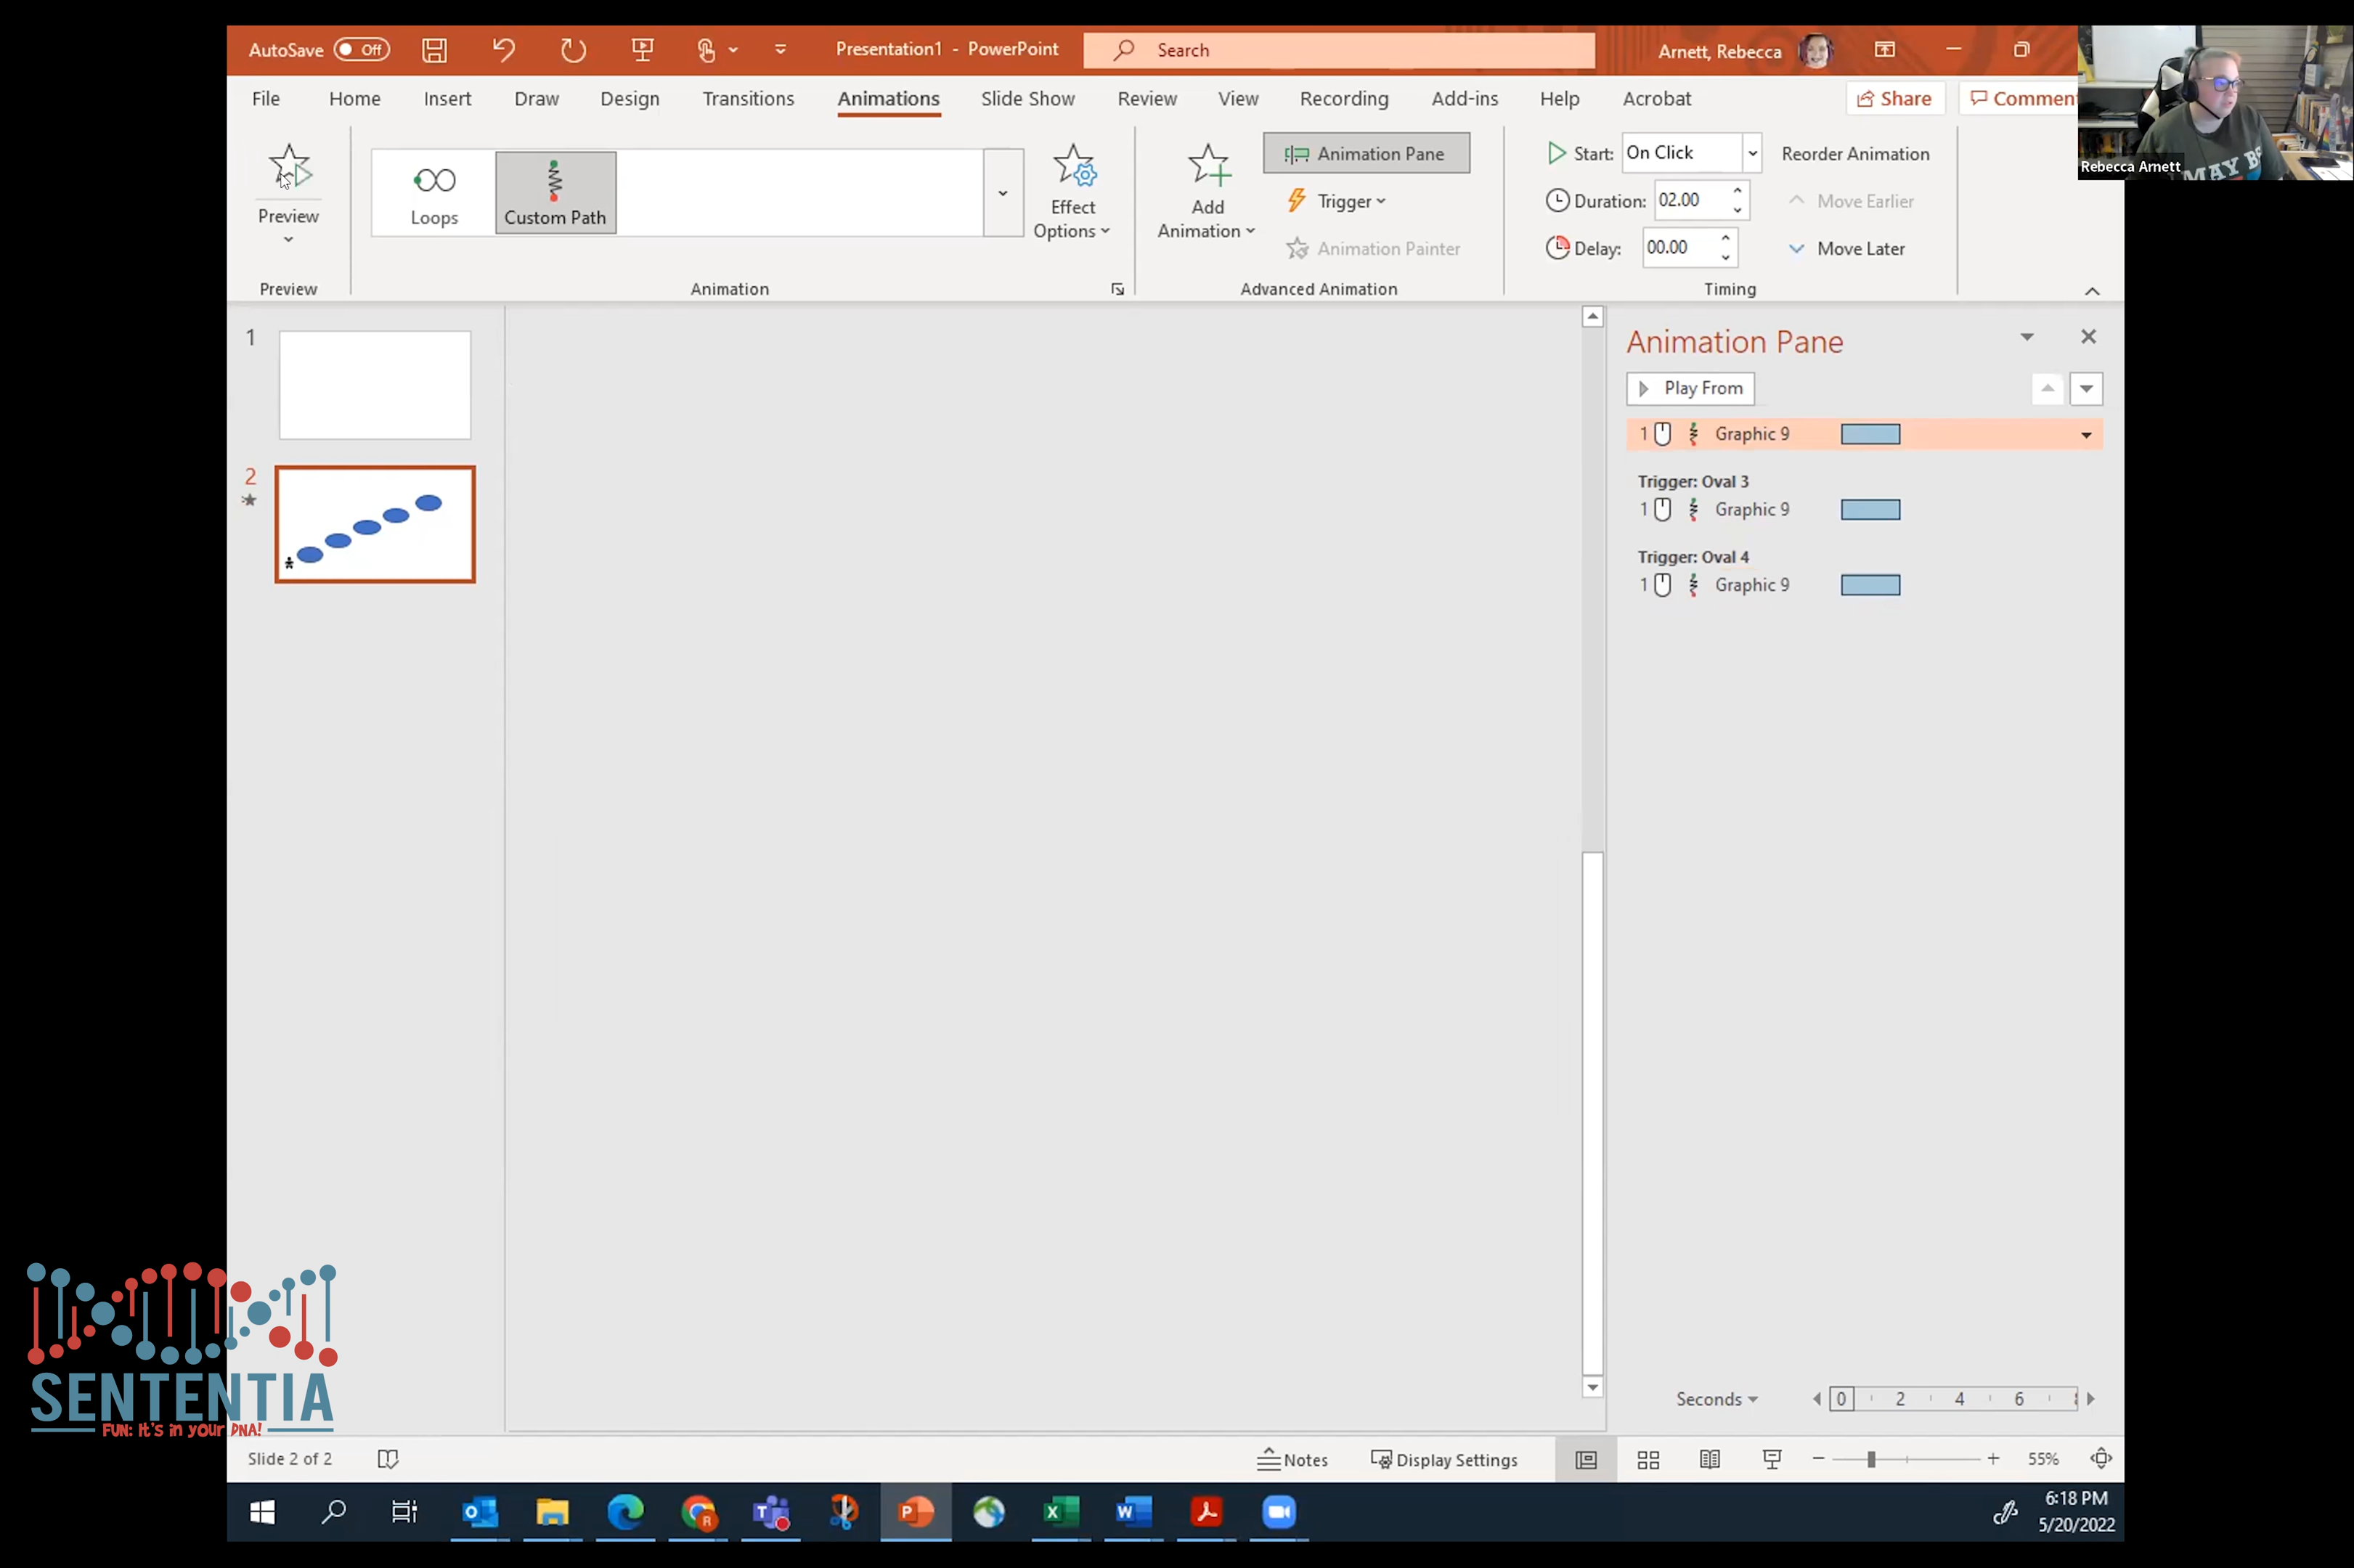 AutoSave Off Presentation1 - PowerPoint Search Arnett, Rebecca
File Home Insert Draw Design Transitions Animations Slide Show Review View Recording Add-ins Help Acrobat Share Comment
Rebecca Arnett
MAY B
Preview
Loops
Custom Path
Effect
Options
Add
Animation
Animation Pane
Trigger
Animation Painter
Start: On Click
Duration: 02.00
Delay: 00.00
Reorder Animation
Move Earlier
Move Later
Preview Animation Advanced Animation Timing
1
2
Animation Pane
Play From
1 Graphic 9
Trigger: Oval 3
1 Graphic 9
Trigger: Oval 4
1 Graphic 9
Seconds 0 2 4 6
SENTENTIA
FUN: It's in your DNA!
Slide 2 of 2 Notes Display Settings 55%
6:18 PM
5/20/2022